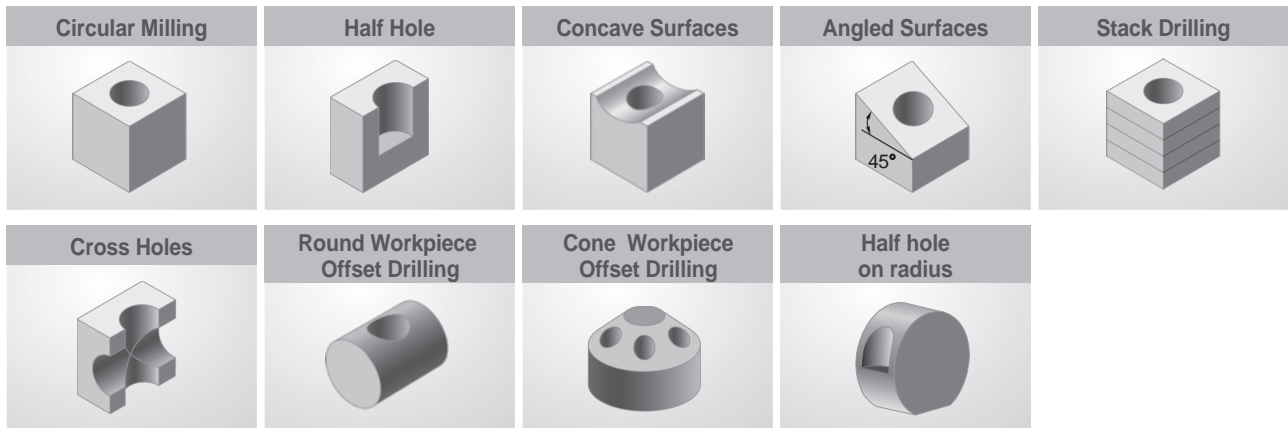 Circular Milling
Half Hole
Concave Surfaces
Angled Surfaces
Stack Drilling
45°
Cross Holes
Round Workpiece
Offset Drilling
Cone Workpiece
Offset Drilling
Half hole
on radius